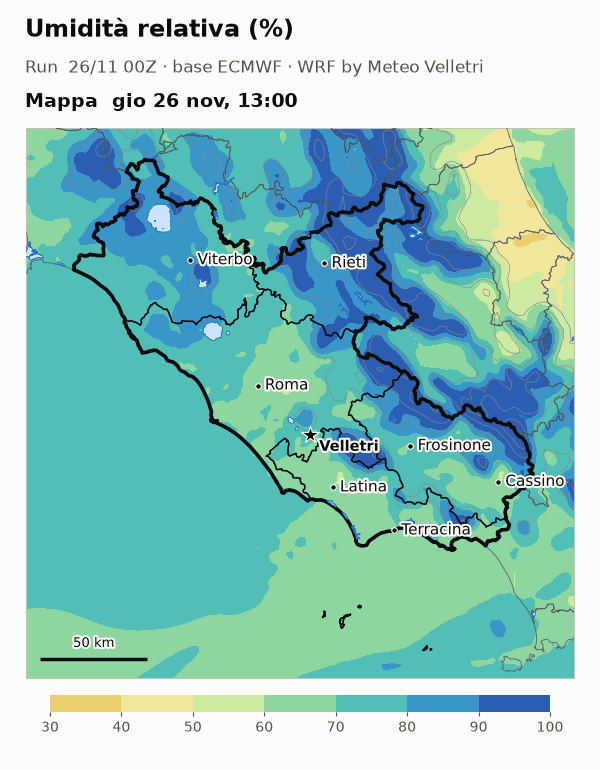 Umidità relativa (%)
Run 26/11 00Z · base ECMWF · WRF by Meteo Velletri
Mappa gio 26 nov, 13:00
Viterbo
Rieti
Roma
Velletri
Frosinone
Latina
Cassino
Terracina
50 km
30 40 50 60 70 80 90 100